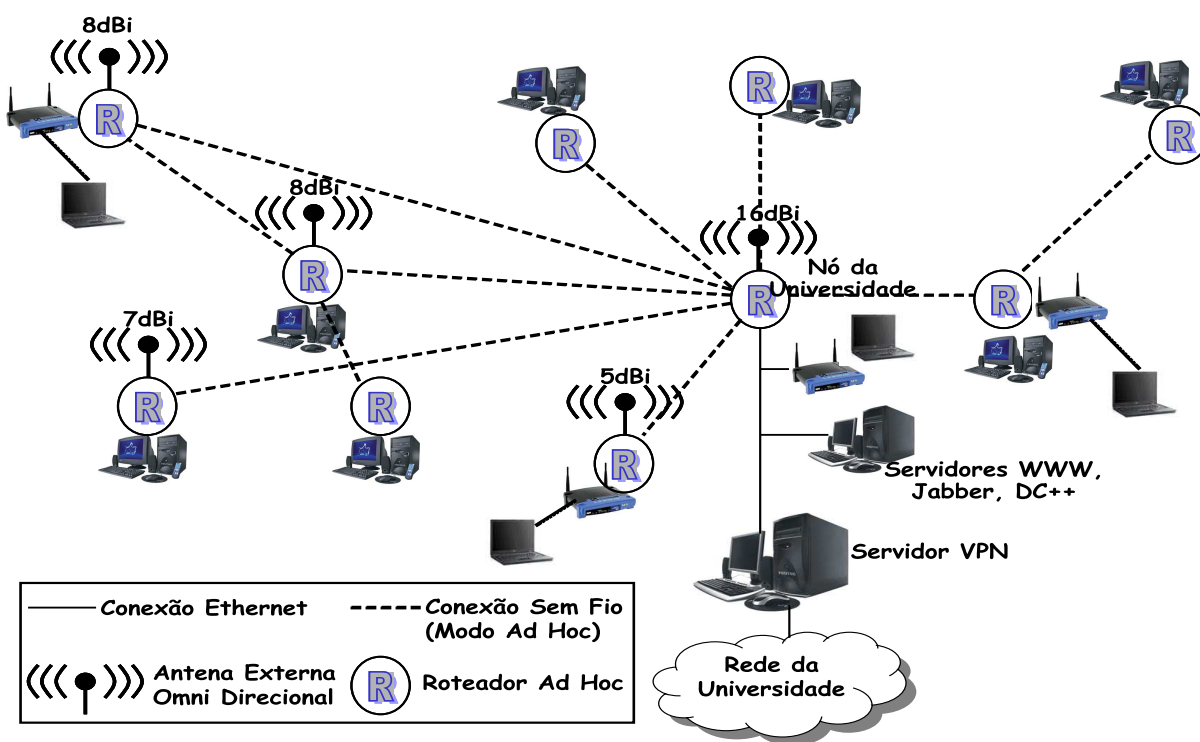 8dBi
R
R
R
R
8dBi
R
16dBi
R
Nó da
Universidade
R
7dBi
R
R
5dBi
R
Servidores WWW,
Jabber, DC++
Servidor VPN
Rede da
Universidade
Conexão Ethernet
Conexão Sem Fio
(Modo Ad Hoc)
Antena Externa
Omni Direcional
R
Roteador Ad Hoc